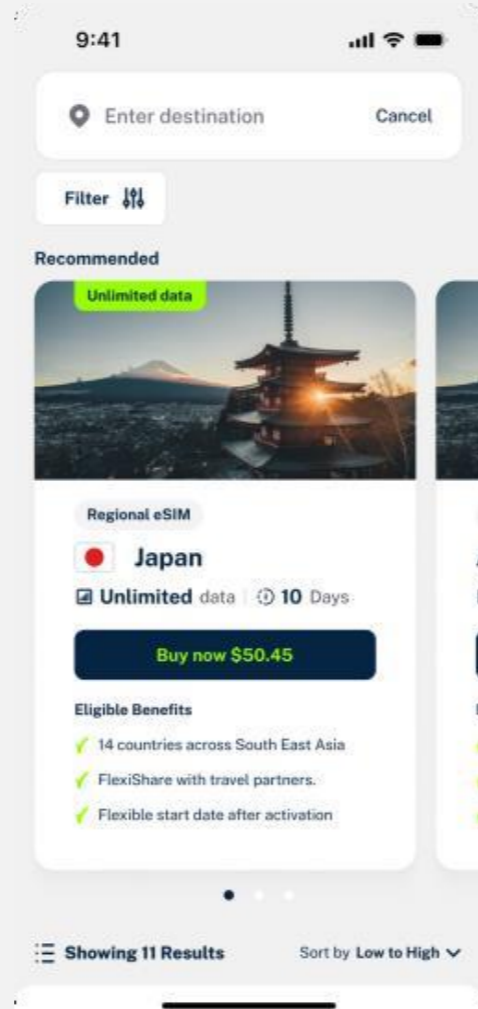 9:41
Enter destination Cancel
Filter
Recommended
Unlimited data
Regional eSIM
Japan
Unlimited data 10 Days
Buy now $50.45
Eligible Benefits
14 countries across South East Asia
FlexiShare with travel partners.
Flexible start date after activation
Showing 11 Results Sort by Low to High